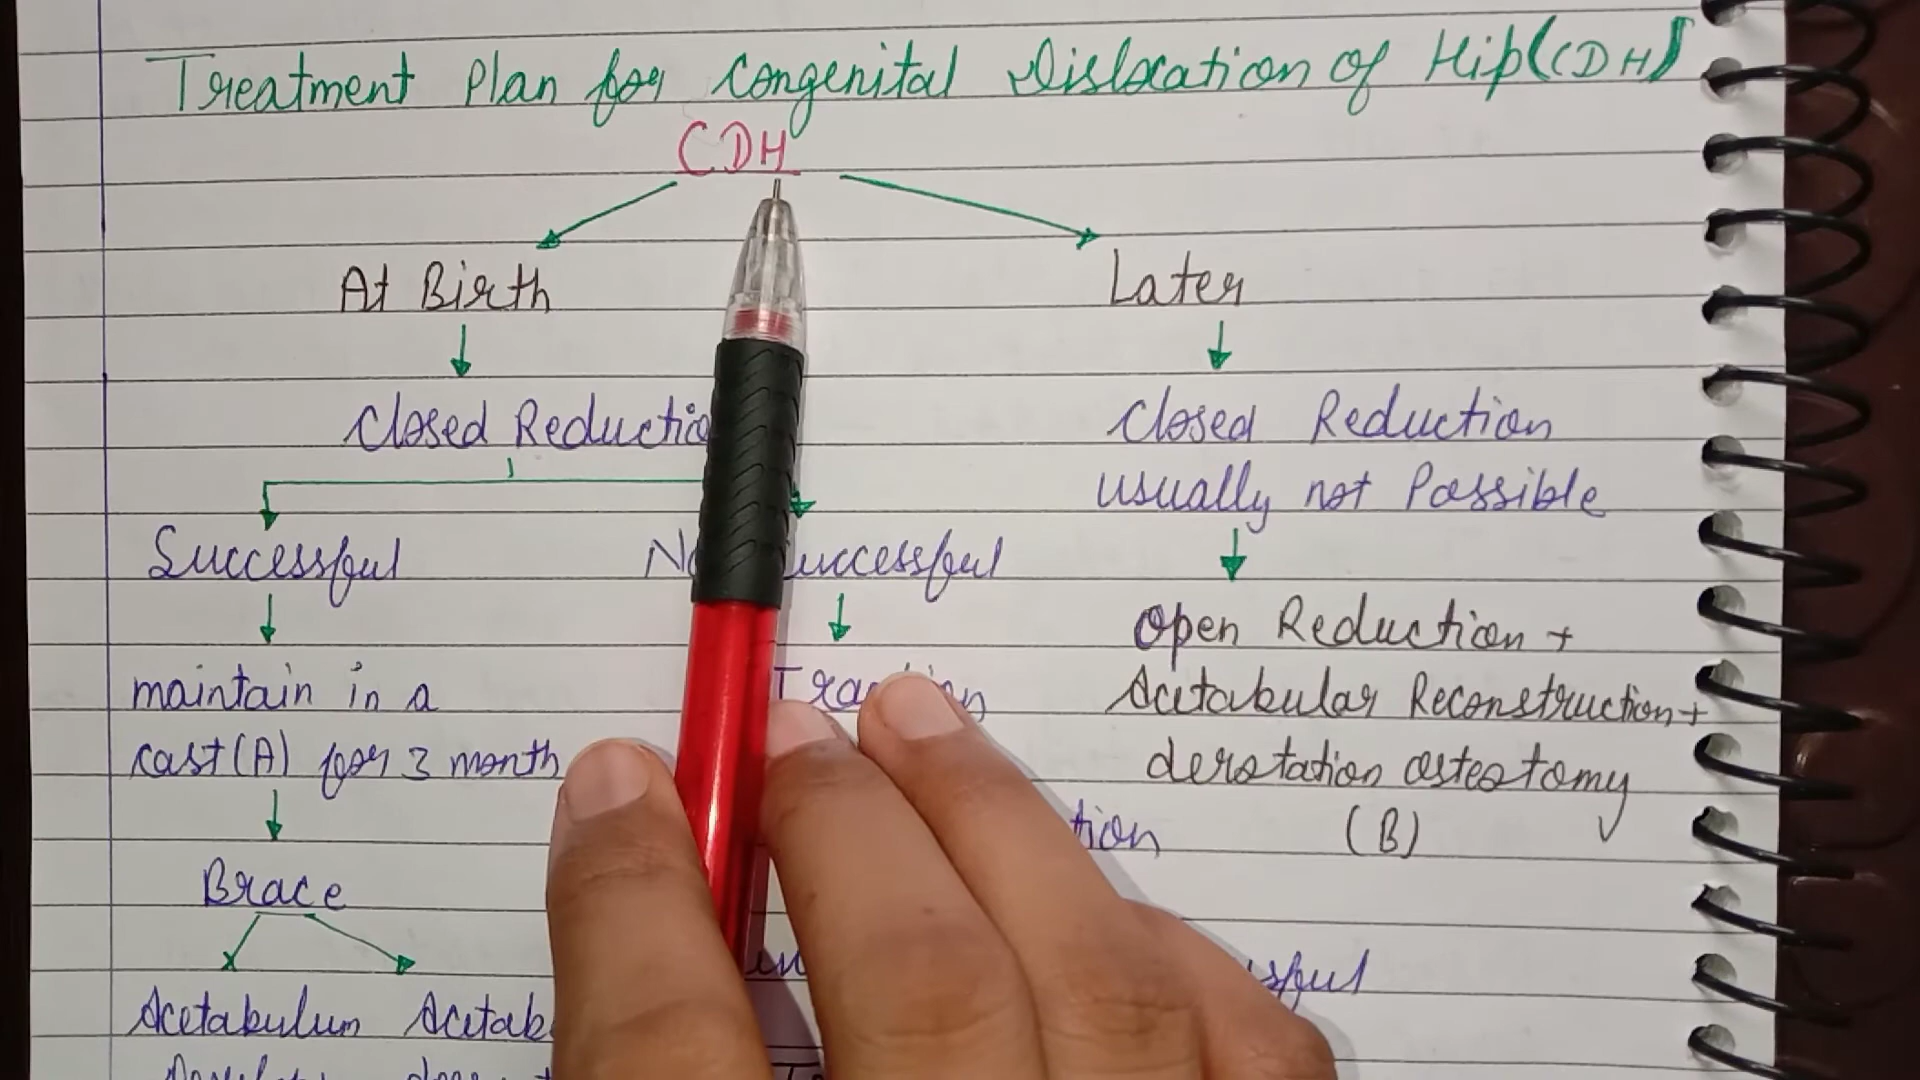 Treatment Plan for Congenital Dislocation of Hip (CDH)
CDH
At Birth Later
Closed Closed Reduction
usually not Possible
Successful
maintain in a
cast (A) for 3 month
Open Reduction +
Acetabular Reconstruction +
derotation osteotomy
(B)
Brace
Acetabulum